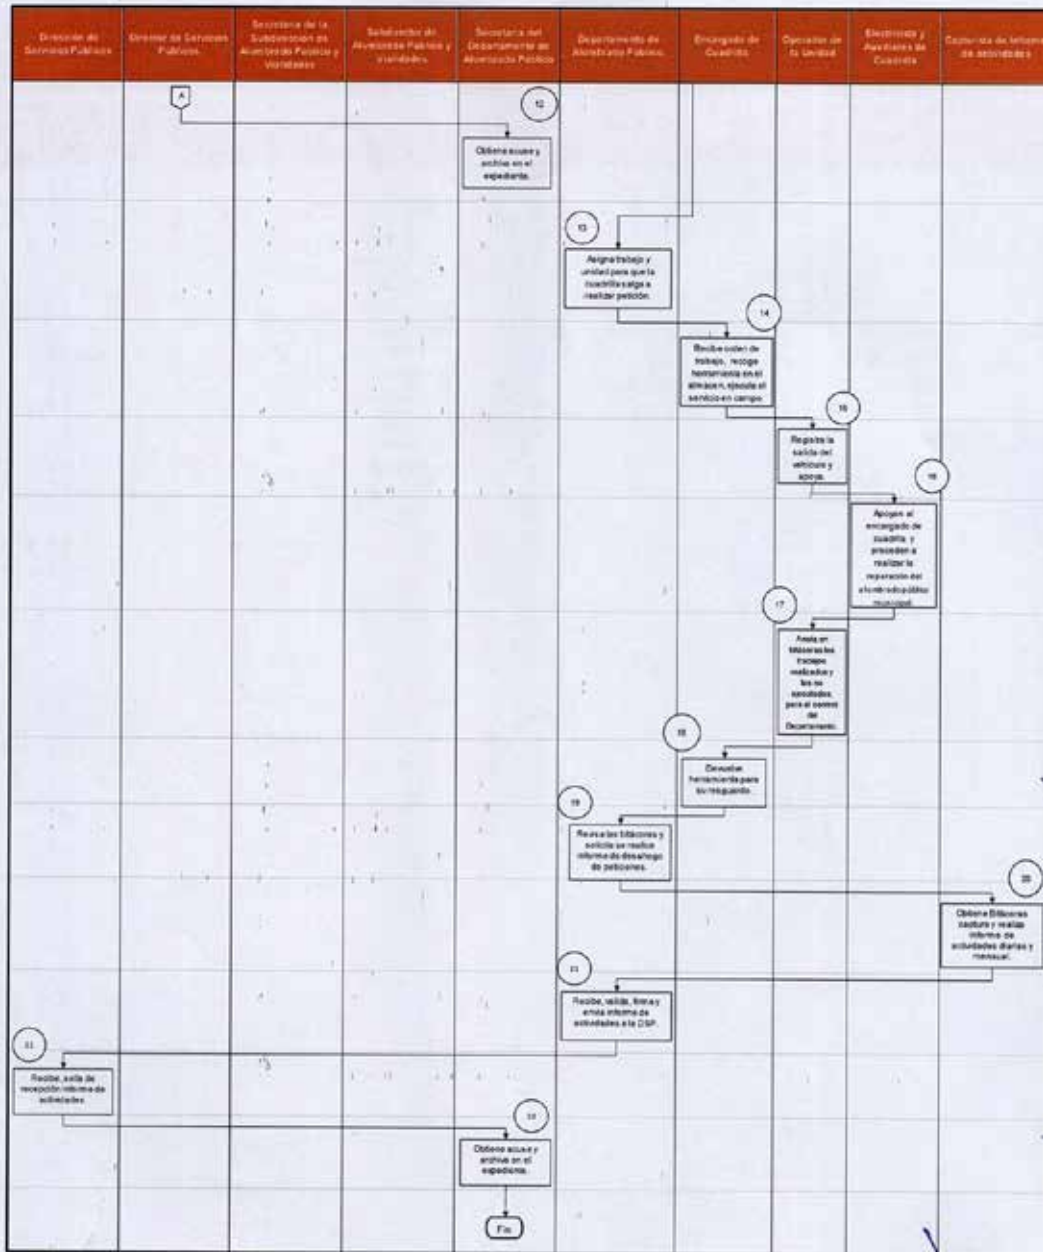 Dirección de
Servicios Públicos
Director de Servicios
Públicos
Secretaria de la
Subdirección de
Alumbrado Público y
Vialidades
Subdirector de
Alumbrado Público y
Vialidades
Secretaria del
Departamento de
Alumbrado Público
Departamento de
Alumbrado Público
Encargado de
Cuadrilla
Operador de
la Unidad
Electricista y
Auxiliares de
Cuadrilla
Capturista de Informe
de actividades
A
12
Obtiene acuse y
archiva en el
expediente.
13
Asigna trabajo y
unidad para que la
cuadrilla salga a
realizar petición.
14
Recibe orden de
trabajo, recoge
herramienta en el
almacen, ejecuta el
servicio en campo.
15
Registra la
salida del
vehículo y
apoya.
16
Apoyan al
encargado de
cuadrilla y
proceden a
realizar la
reparación del
alumbrado público
municipal.
17
Anota en
bitácoras los
trabajos
realizados y
los no
ejecutados,
para el control
del
Departamento.
18
Devuelve
herramienta para
su resguardo.
19
Revisa las bitácoras y
solicita se realice
informe de desahogo
de peticiones.
20
Obtiene Bitácoras
captura y realiza
informe de
actividades diarias y
mensual.
Recibe, valida, firma y
envía informe de
actividades a la DSP.
Recibe, sella de
recepción informe de
actividades
Obtiene acuse y
archiva en el
expediente.
Fin